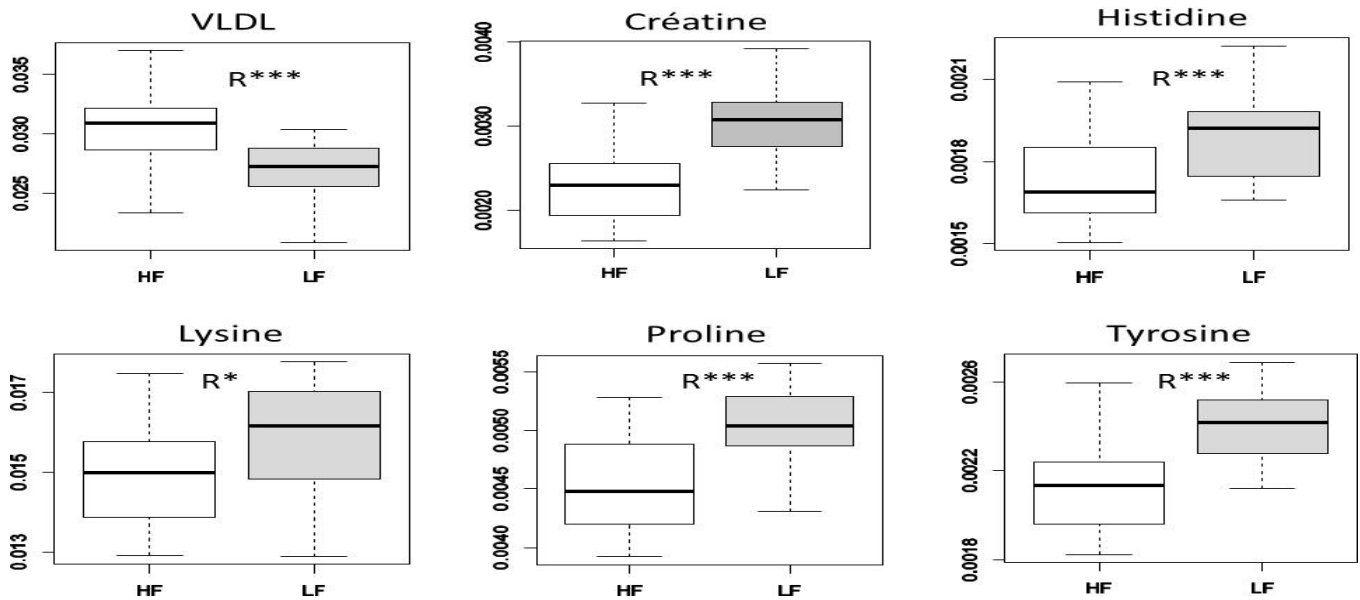 VLDL
R***
0.035
0.030
0.025
HF LF
Créatine
R***
0.0040
0.0030
0.0020
HF LF
Histidine
R***
0.0021
0.0018
0.0015
HF LF
Lysine
R*
0.017
0.015
0.013
HF LF
Proline
R***
0.0055
0.0050
0.0045
0.0040
HF LF
Tyrosine
R***
0.0026
0.0022
0.0018
HF LF